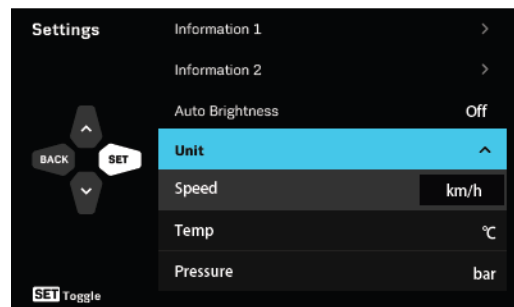 Settings
Information 1
Information 2
Auto Brightness Off
BACK SET
Unit
Speed km/h
Temp ℃
Pressure bar
SET Toggle